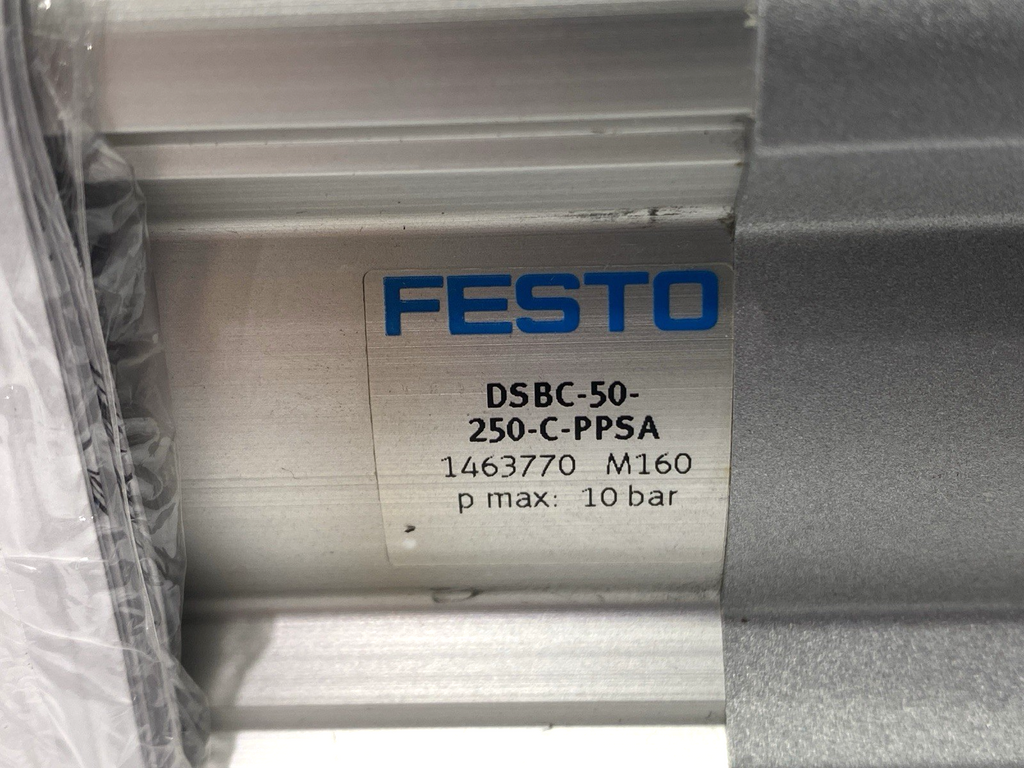 FESTO
DSBC-50-
250-C-PPSA
1463770 M160
p max: 10 bar